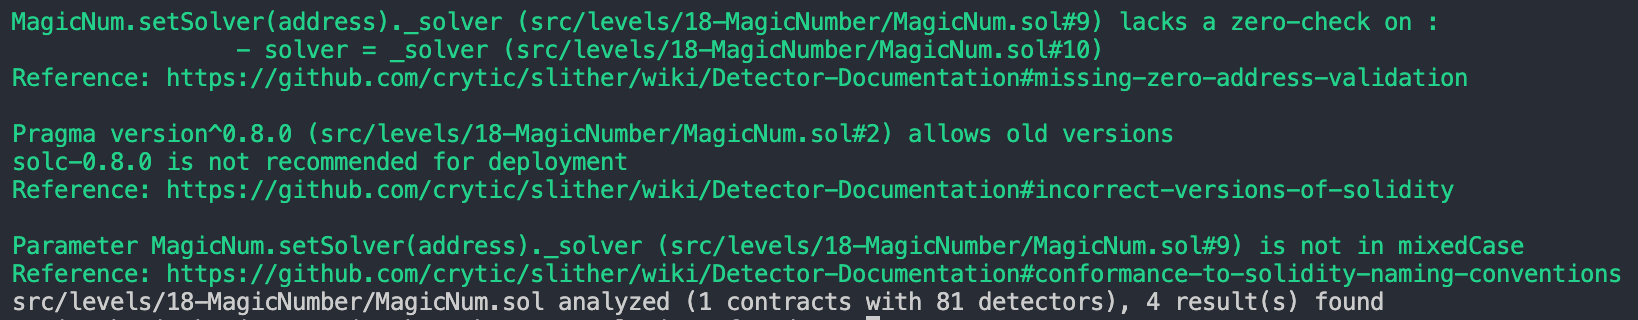 MagicNum.setSolver(address)._solver (src/levels/18-MagicNumber/MagicNum.sol#9) lacks a zero-check on :
- solver = _solver (src/levels/18-MagicNumber/MagicNum.sol#10)
Reference: https://github.com/crytic/slither/wiki/Detector-Documentation#missing-zero-address-validation
Pragma version^0.8.0 (src/levels/18-MagicNumber/MagicNum.sol#2) allows old versions
solc-0.8.0 is not recommended for deployment
Reference: https://github.com/crytic/slither/wiki/Detector-Documentation#incorrect-versions-of-solidity
Parameter MagicNum.setSolver(address)._solver (src/levels/18-MagicNumber/MagicNum.sol#9) is not in mixedCase
Reference: https://github.com/crytic/slither/wiki/Detector-Documentation#conformance-to-solidity-naming-conventions
src/levels/18-MagicNumber/MagicNum.sol analyzed (1 contracts with 81 detectors), 4 result(s) found